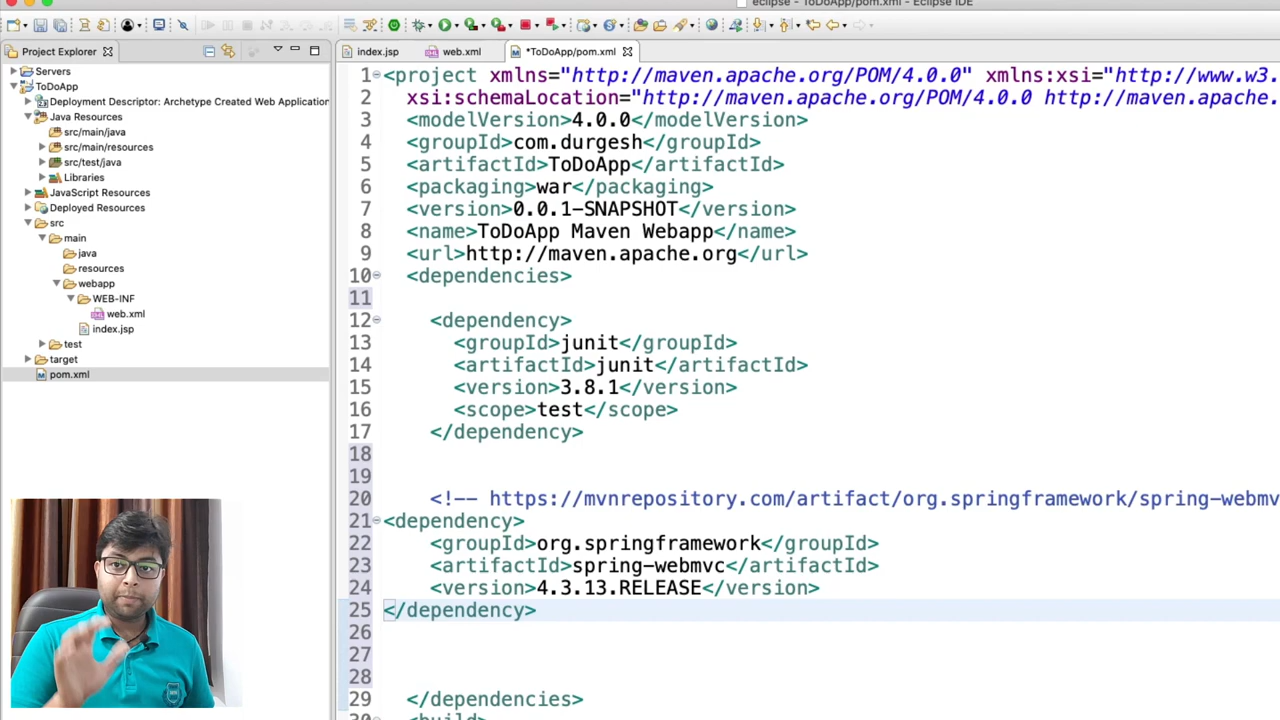 eclipse - ToDoApp/pom.xml - Eclipse IDE
Project Explorer
index.jsp
web.xml
*ToDoApp/pom.xml
Servers
ToDoApp
Deployment Descriptor: Archetype Created Web Application
Java Resources
src/main/java
src/main/resources
src/test/java
Libraries
JavaScript Resources
Deployed Resources
src
main
java
resources
webapp
WEB-INF
web.xml
index.jsp
test
target
pom.xml
1 <project xmlns="http://maven.apache.org/POM/4.0.0" xmlns:xsi="http://www.w3.
2 xsi:schemaLocation="http://maven.apache.org/POM/4.0.0 http://maven.apache.
3 <modelVersion>4.0.0</modelVersion>
4 <groupId>com.durgesh</groupId>
5 <artifactId>ToDoApp</artifactId>
6 <packaging>war</packaging>
7 <version>0.0.1-SNAPSHOT</version>
8 <name>ToDoApp Maven Webapp</name>
9 <url>http://maven.apache.org</url>
10 <dependencies>
11
12 <dependency>
13 <groupId>junit</groupId>
14 <artifactId>junit</artifactId>
15 <version>3.8.1</version>
16 <scope>test</scope>
17 </dependency>
18
19
20 <!-- https://mvnrepository.com/artifact/org.springframework/spring-webmv
21 <dependency>
22 <groupId>org.springframework</groupId>
23 <artifactId>spring-webmvc</artifactId>
24 <version>4.3.13.RELEASE</version>
25 </dependency>
26
27
28
29 </dependencies>
30 <build>